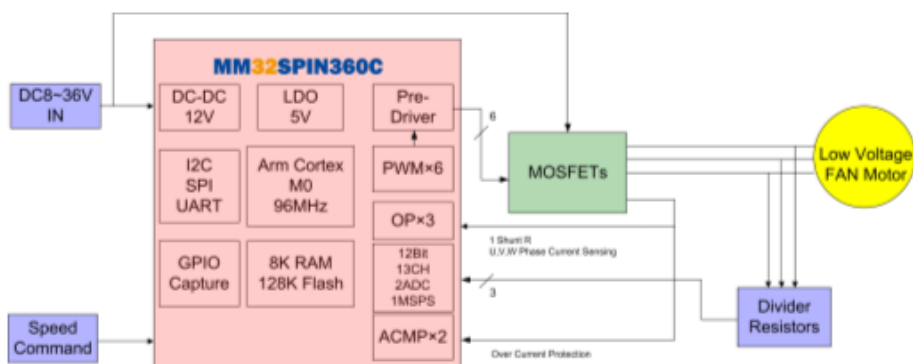 MM32SPIN360C
DC8~36V
IN
DC-DC
12V
LDO
5V
Pre-
Driver
6
MOSFETs
Low Voltage
FAN Motor
I2C
SPI
UART
Arm Cortex
M0
96MHz
PWM×6
OP×3
1 Shunt R
U,V,W Phase Current Sensing
GPIO
Capture
8K RAM
128K Flash
12Bit
13CH
2ADC
1MSPS
3
Divider
Resistors
Speed
Command
ACMP×2
Over Current Protection